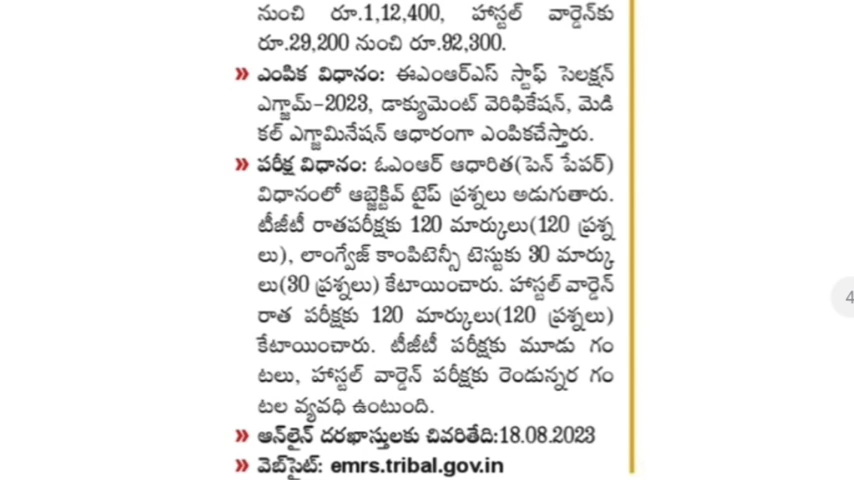 నుంచి రూ.1,12,400, హాస్టల్ వార్డెన్‌కు
రూ.29,200 నుంచి రూ.92,300.
» ఎంపిక విధానం: ఈఎంఆర్ఎస్ స్టాఫ్ సెలక్షన్
ఎగ్జామ్-2023, డాక్యుమెంట్ వెరిఫికేషన్, మెడి
కల్ ఎగ్జామినేషన్ ఆధారంగా ఎంపికచేస్తారు.
» పరీక్ష విధానం: ఓఎంఆర్ ఆధారిత(పెన్ పేపర్)
విధానంలో ఆబ్జెక్టివ్ టైప్ ప్రశ్నలు అడుగుతారు.
టీజీటీ రాతపరీక్షకు 120 మార్కులు(120 ప్రశ్న
లు), లాంగ్వేజ్ కాంపిటెన్సీ టెస్టుకు 30 మార్కు
లు(30 ప్రశ్నలు) కేటాయించారు. హాస్టల్ వార్డెన్
రాత పరీక్షకు 120 మార్కులు(120 ప్రశ్నలు)
కేటాయించారు. టీజీటీ పరీక్షకు మూడు గం
టలు, హాస్టల్ వార్డెన్ పరీక్షకు రెండున్నర గం
టల వ్యవధి ఉంటుంది.
» ఆన్‌లైన్ దరఖాస్తులకు చివరితేది:18.08.2023
» వెబ్‌సైట్: emrs.tribal.gov.in
4